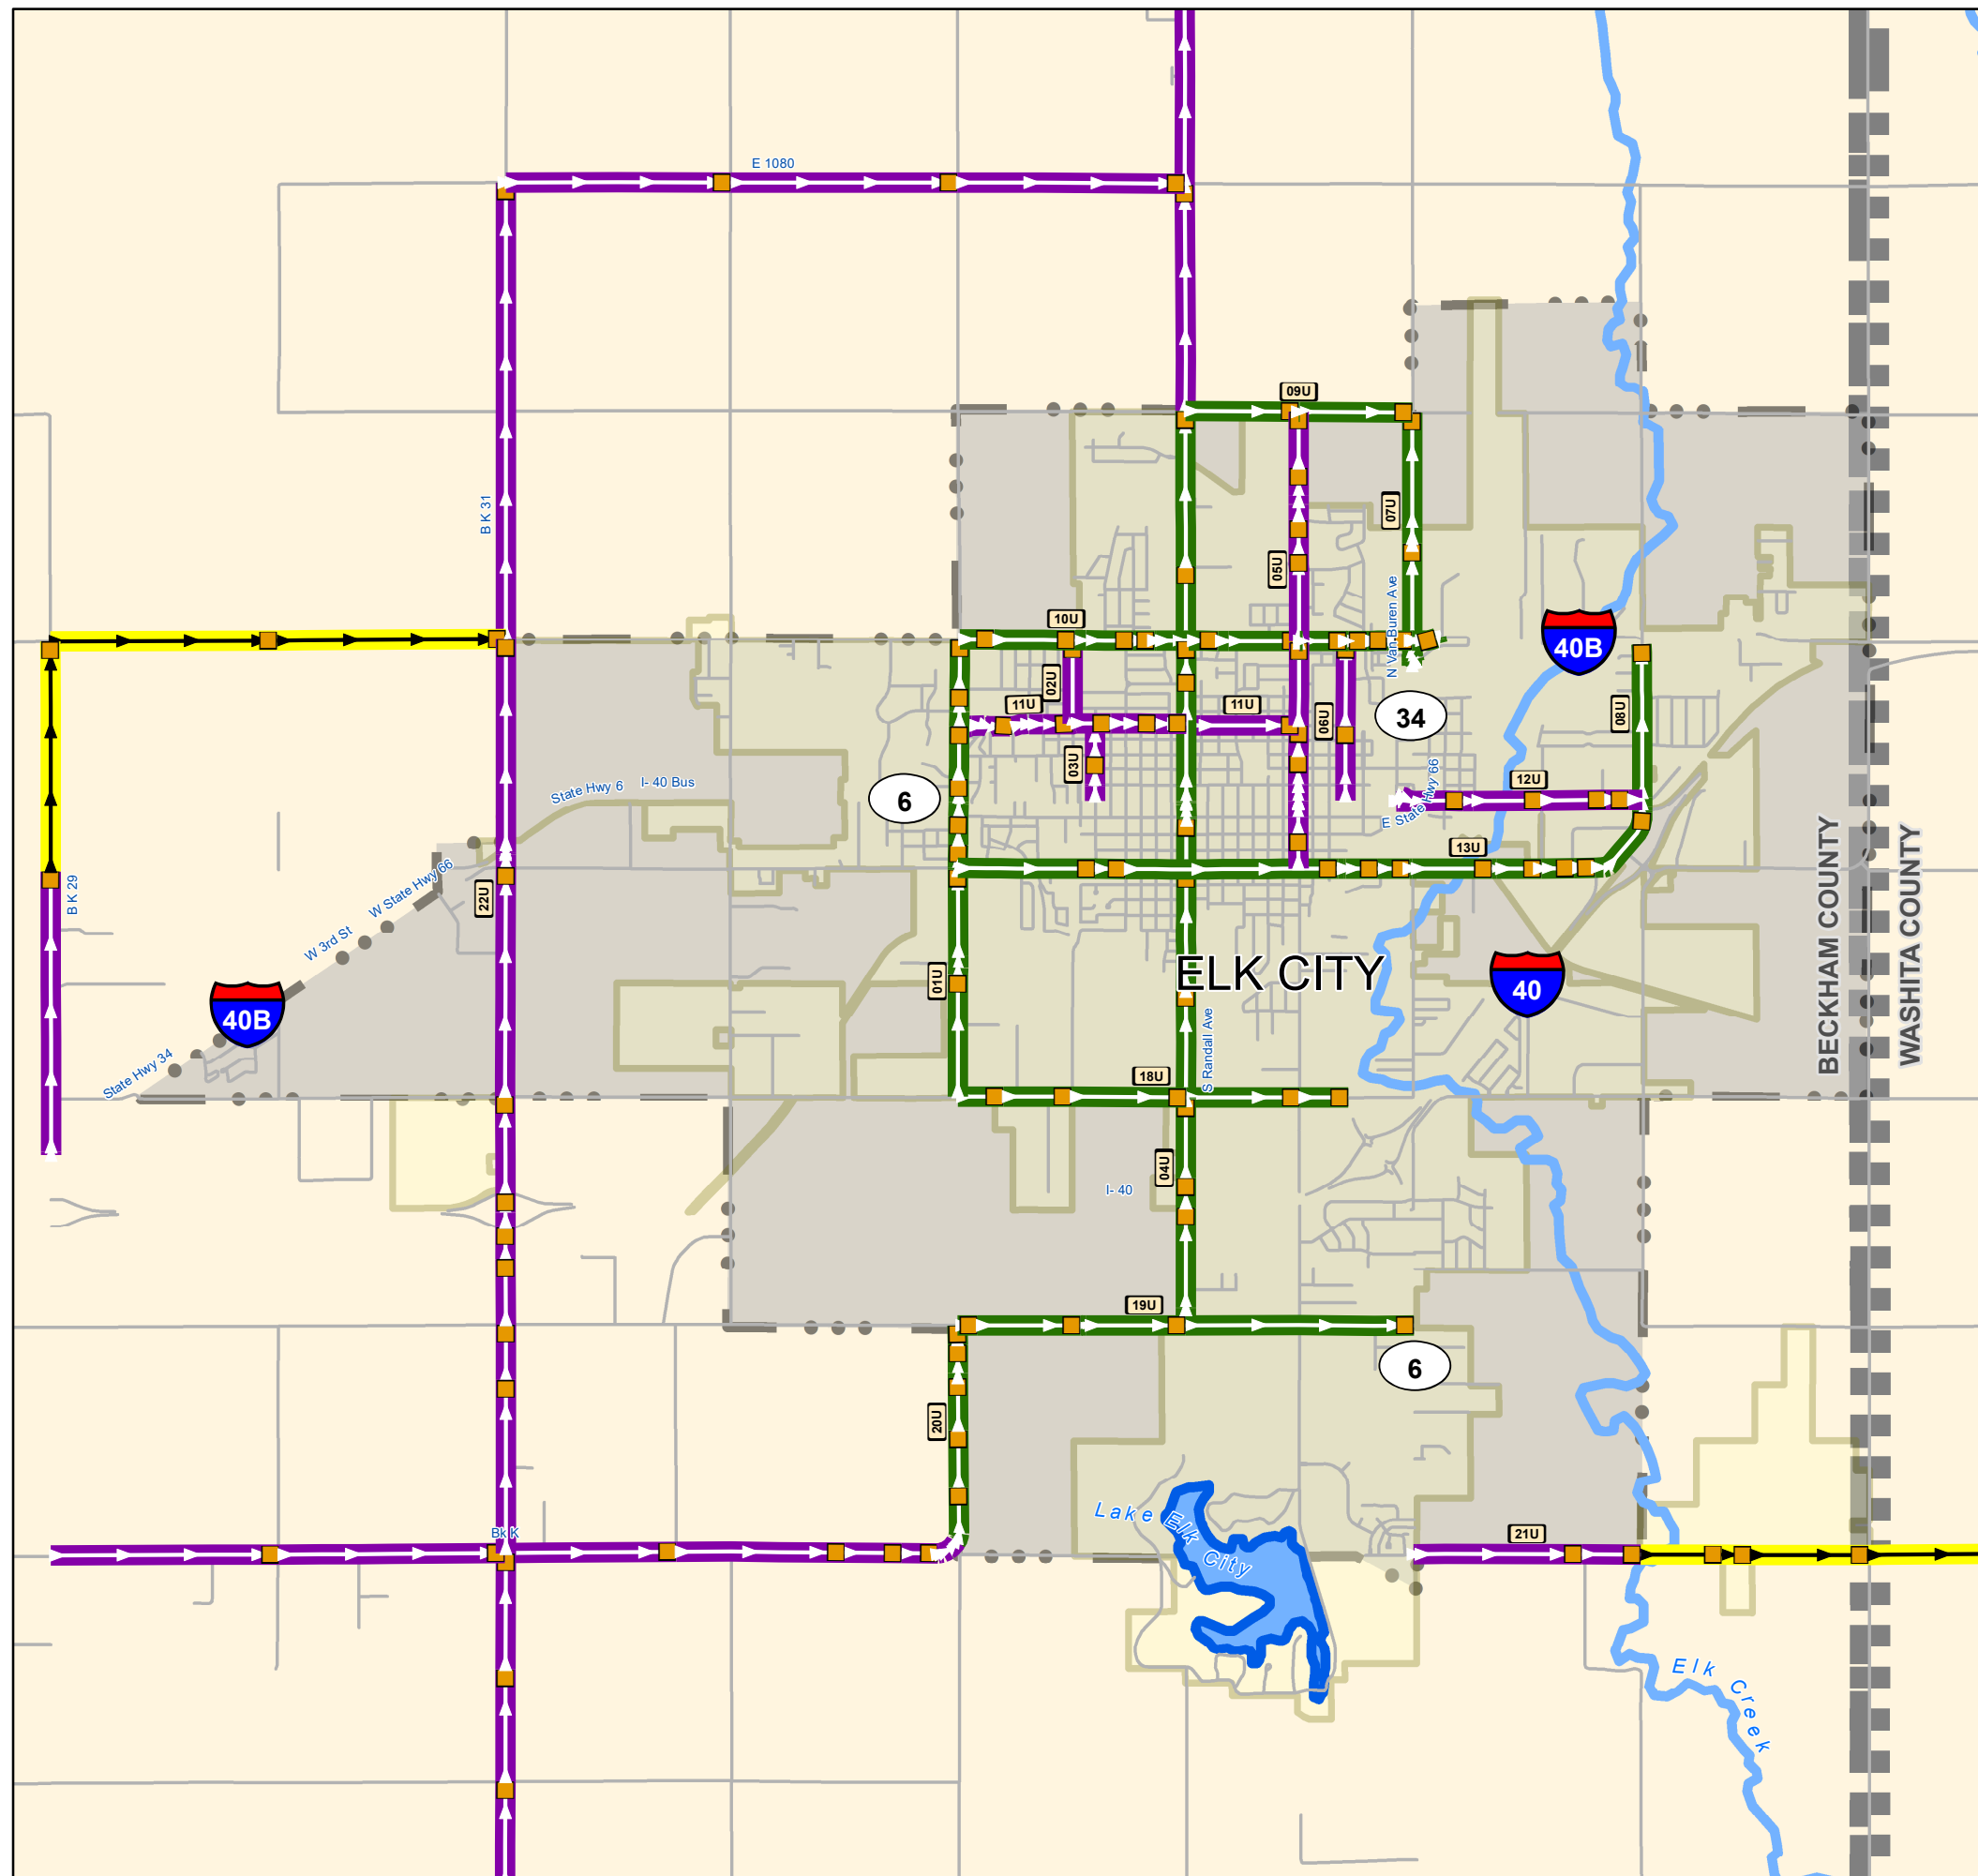 E 1080
09U
B K 31
07U
05U
10U
N Van Buren Ave
40B
02U
11U
11U
06U
34
08U
03U
State Hwy 6
I- 40 Bus
6
12U
E State Hwy 66
13U
B K 29
22U
W State Hwy 66
W 3rd St
01U
ELK CITY
40
BECKHAM COUNTY
WASHITA COUNTY
40B
State Hwy 34
S Randall Ave
18U
04U
I- 40
19U
6
20U
Lake Elk City
Bk K
21U
Elk Creek